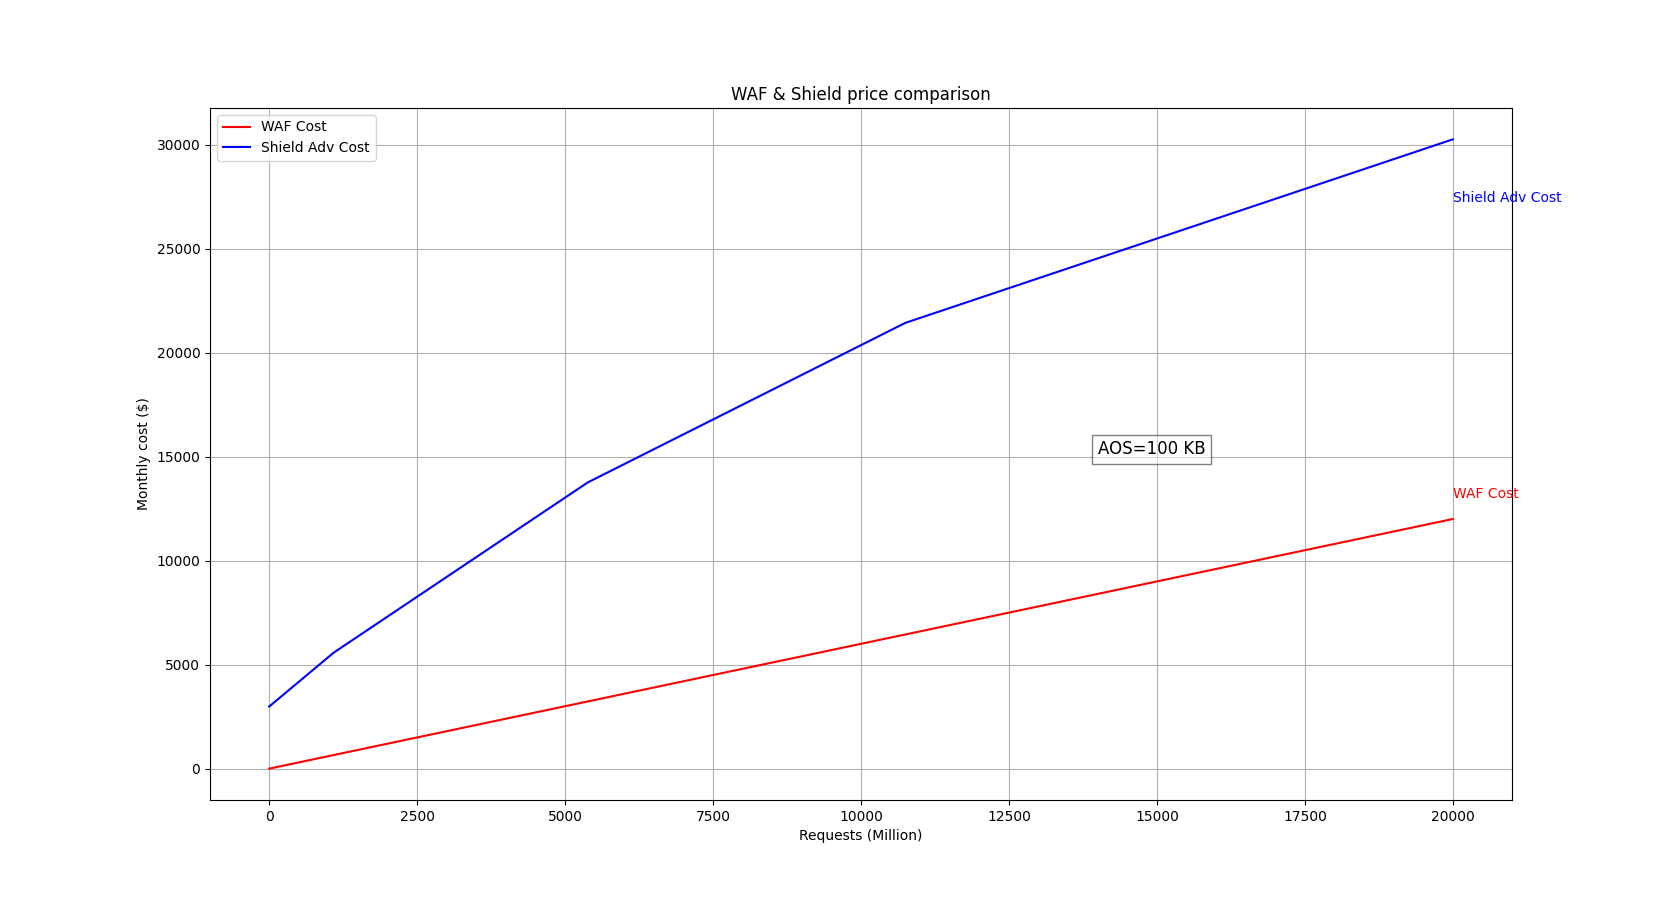 WAF & Shield price comparison
WAF Cost
Shield Adv Cost
30000
25000
20000
15000
10000
5000
0
Monthly cost ($)
Shield Adv Cost
AOS=100 KB
WAF Cost
0 2500 5000 7500 10000 12500 15000 17500 20000
Requests (Million)